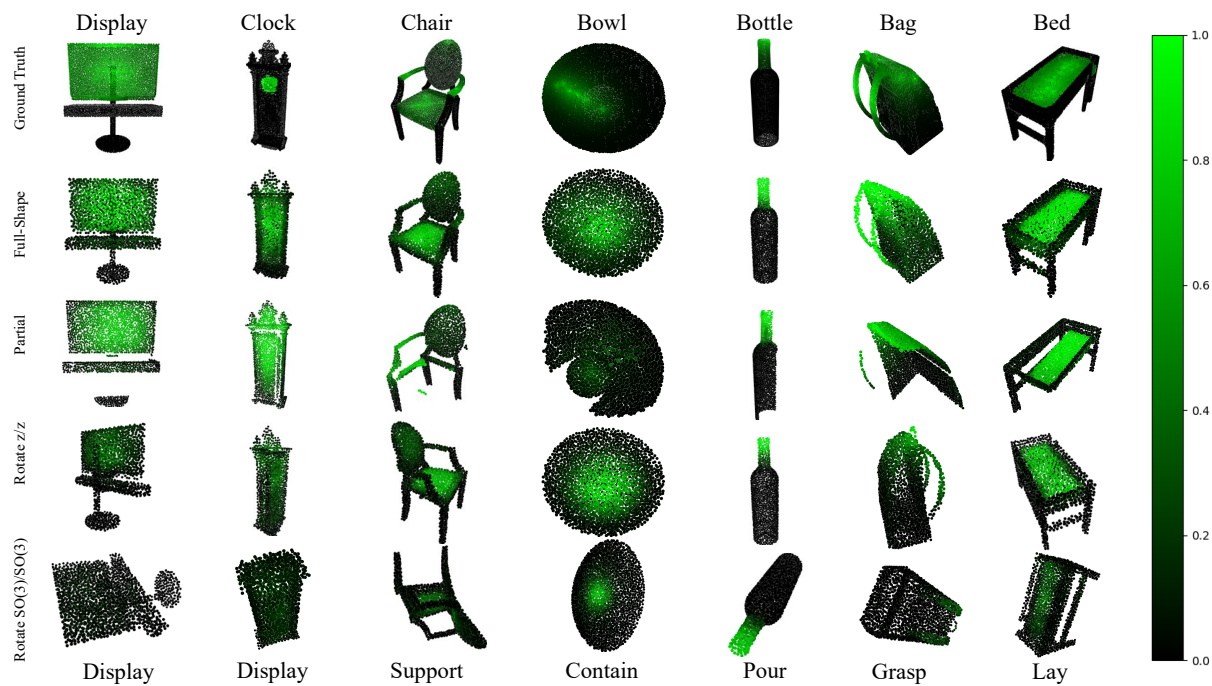 Display Clock Chair Bowl Bottle Bag Bed
Ground Truth
Full-Shape
Partial
Rotate z/z
Rotate SO(3)/SO(3)
Display Display Support Contain Pour Grasp Lay
1.0
0.8
0.6
0.4
0.2
0.0